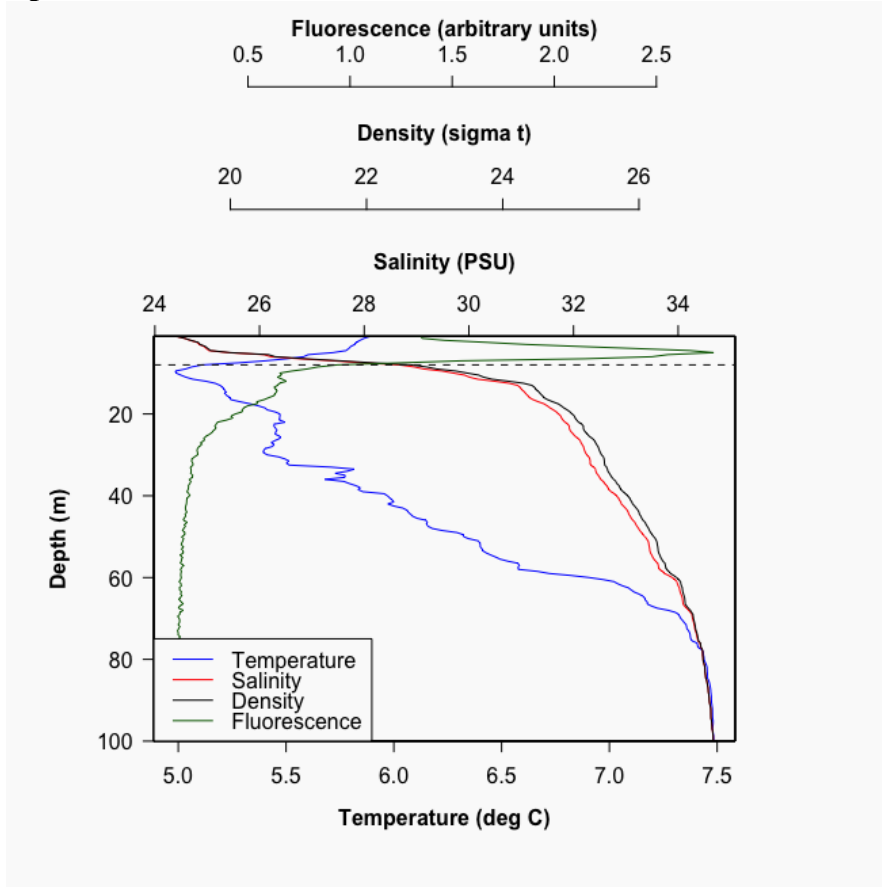 Fluorescence (arbitrary units)
0.5 1.0 1.5 2.0 2.5
Density (sigma t)
20 22 24 26
Salinity (PSU)
24 26 28 30 32 34
Depth (m)
20
40
60
80
100
Temperature
Salinity
Density
Fluorescence
5.0 5.5 6.0 6.5 7.0 7.5
Temperature (deg C)